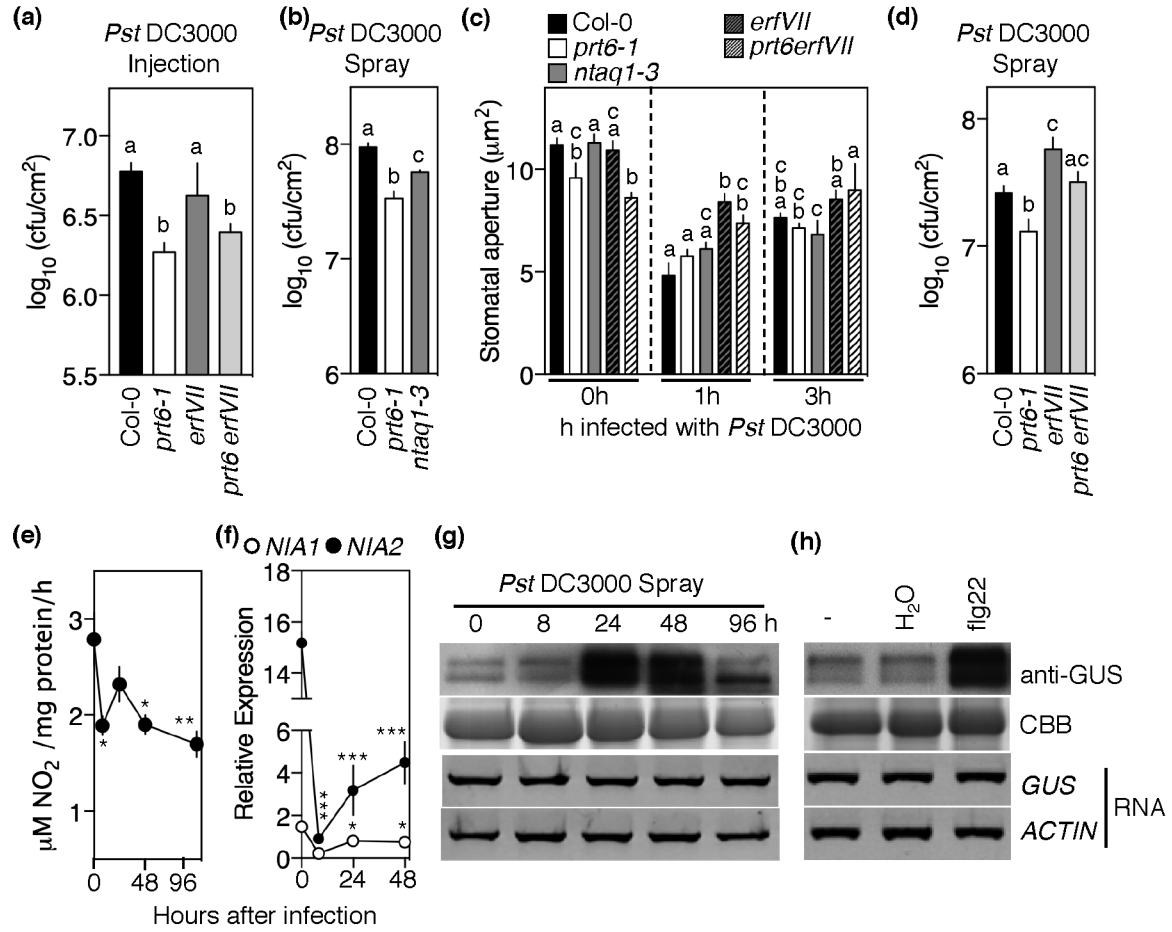 (a)
Pst DC3000
Injection
log10 (cfu/cm2)
7.0
6.5
6.0
5.5
a
b
a
b
Col-0
prt6-1
erfVII
prt6 erfVII
(b)
Pst DC3000
Spray
log10 (cfu/cm2)
8
7
6
a
b
c
Col-0
prt6-1
ntaq1-3
(c)
Col-0
prt6-1
ntaq1-3
erfVII
prt6erfVII
Stomatal aperture (µm2)
10
5
0
a
c
b
a
c
a
b
a
a
c
a
b
c
b
c
b
a
c
b
c
b
a
a
0h
1h
3h
h infected with Pst DC3000
(d)
Pst DC3000
Spray
log10 (cfu/cm2)
8
7
6
a
b
c
ac
Col-0
prt6-1
erfVII
prt6 erfVII
(e)
µM NO2 /mg protein/h
3
2
1
*
*
**
0 48 96
(f)
NIA1 NIA2
Relative Expression
18
16
14
6
4
2
0
***
***
***
*
*
0 24 48
Hours after infection
(g)
Pst DC3000 Spray
0 8 24 48 96 h
(h)
-
H2O
flg22
anti-GUS
CBB
GUS
ACTIN
RNA